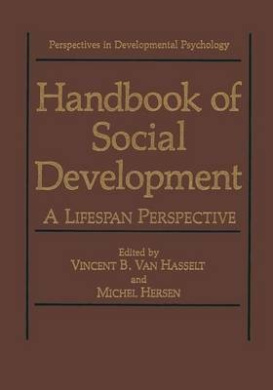 Perspectives in Developmental Psychology
Handbook of
Social
Development
A LIFESPAN PERSPECTIVE
Edited by
VINCENT B. VAN HASSELT
and
MICHEL HERSEN